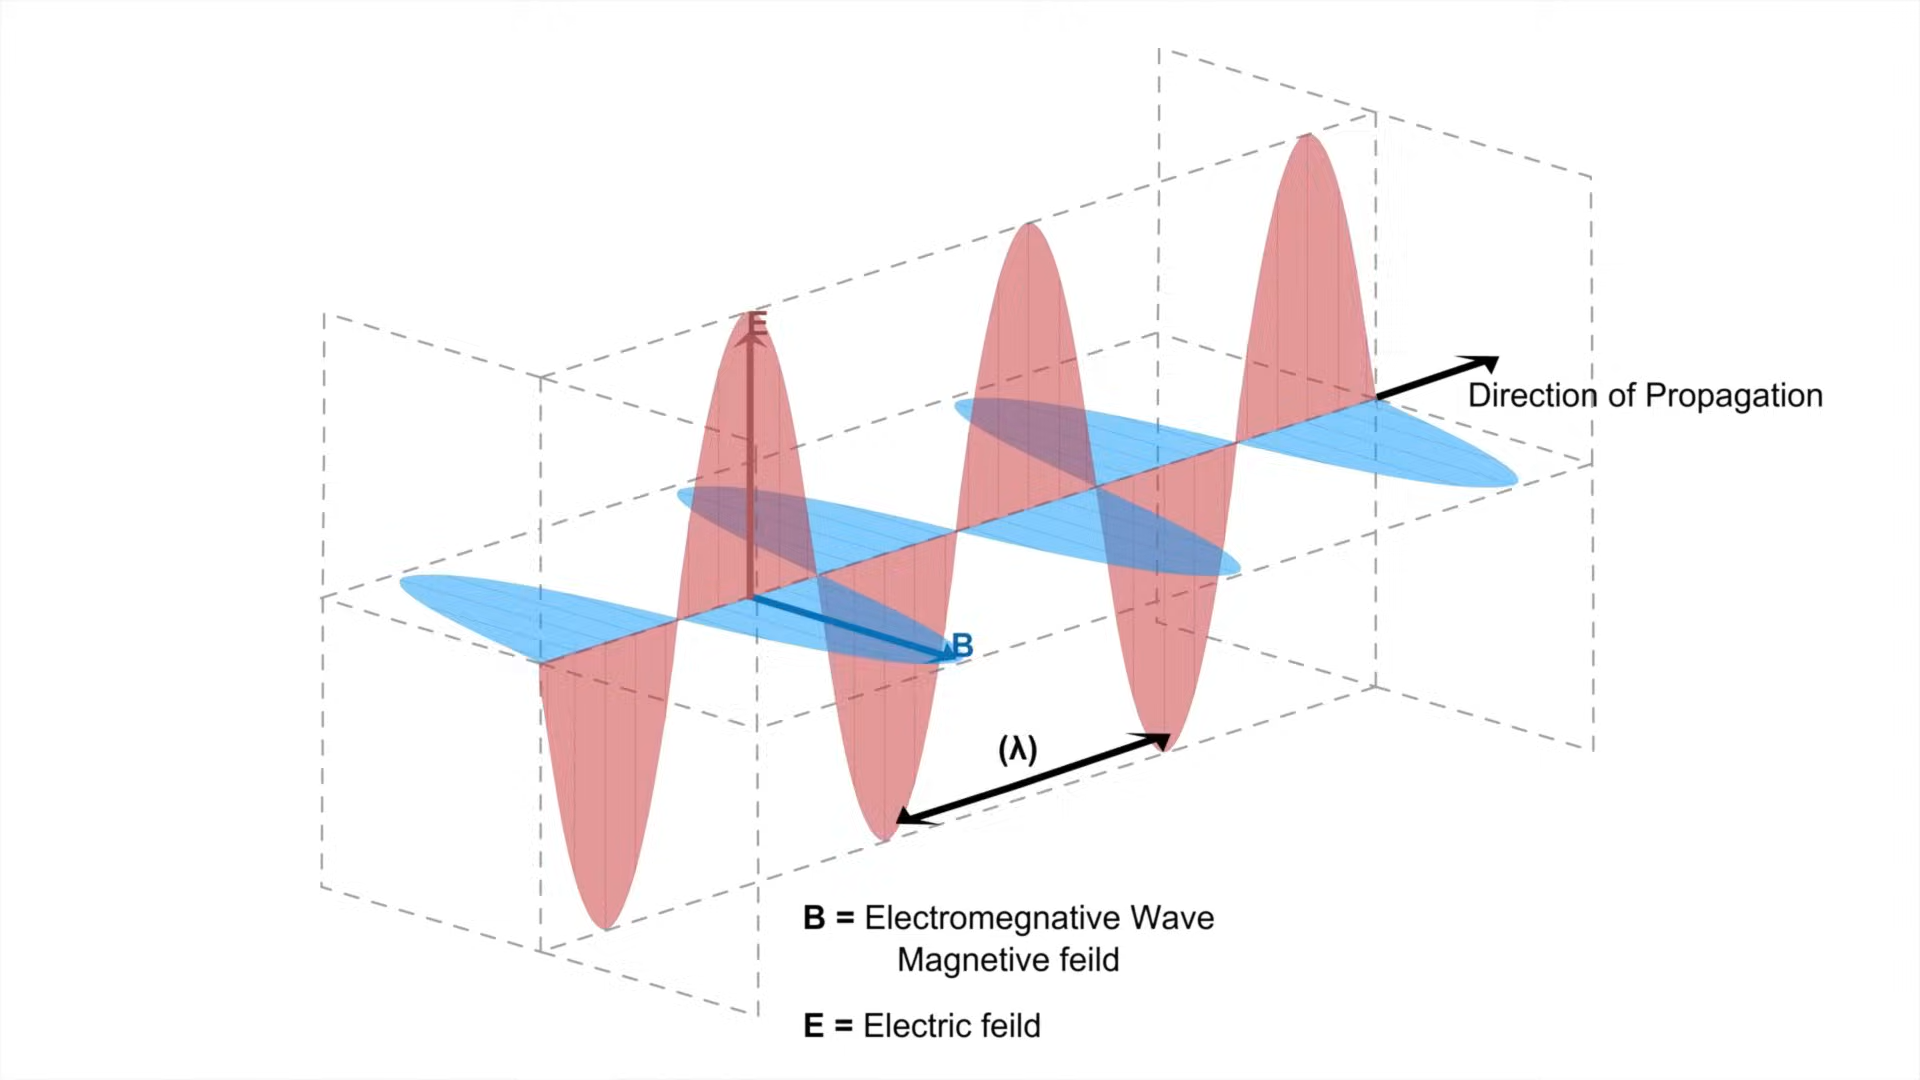 E
Direction of Propagation
B
(λ)
B = Electromegnative Wave
Magnetive feild
E = Electric feild